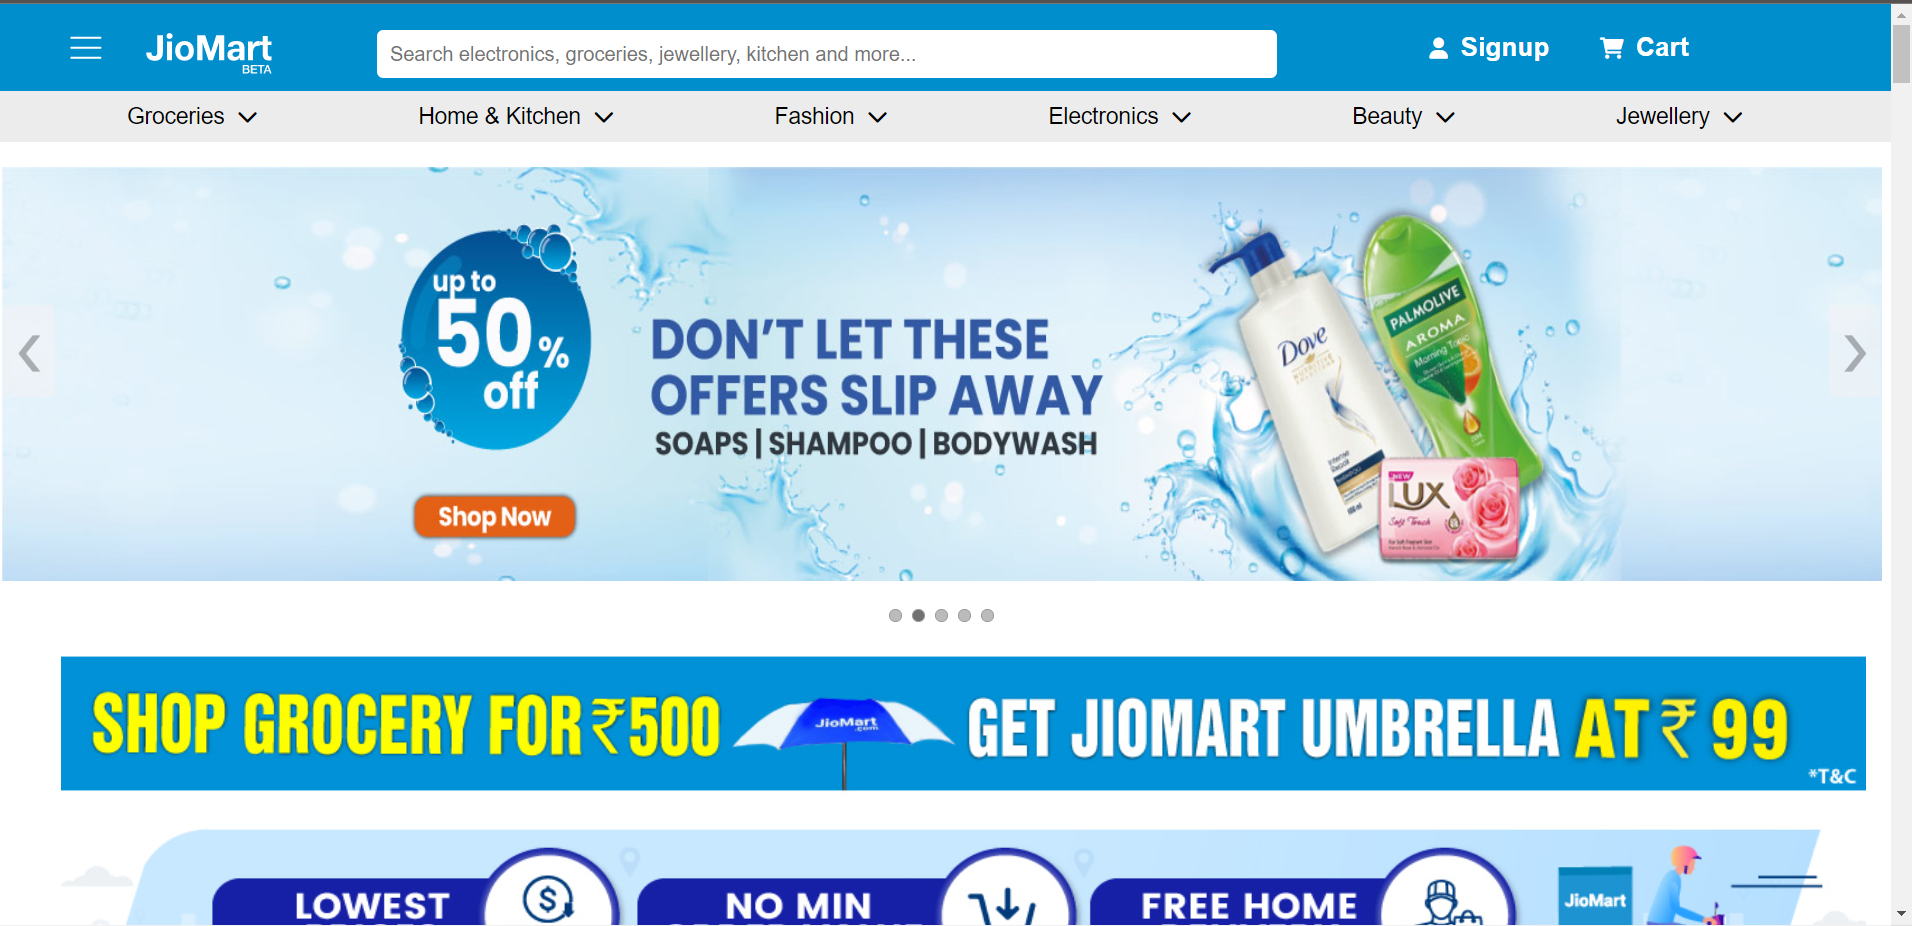 JioMart
BETA
Search electronics, groceries, jewellery, kitchen and more...
Signup
Cart
Groceries
Home & Kitchen
Fashion
Electronics
Beauty
Jewellery
up to
50%
off
DON'T LET THESE
OFFERS SLIP AWAY
SOAPS | SHAMPOO | BODYWASH
Shop Now
Dove
PALMOLIVE
AROMA
Morning Tonic
Intense
Repair
NEW
LUX
Soft Touch
SHOP GROCERY FOR ₹500
JioMart
.com
GET JIOMART UMBRELLA AT ₹ 99
*T&C
LOWEST
NO MIN
FREE HOME
JioMart